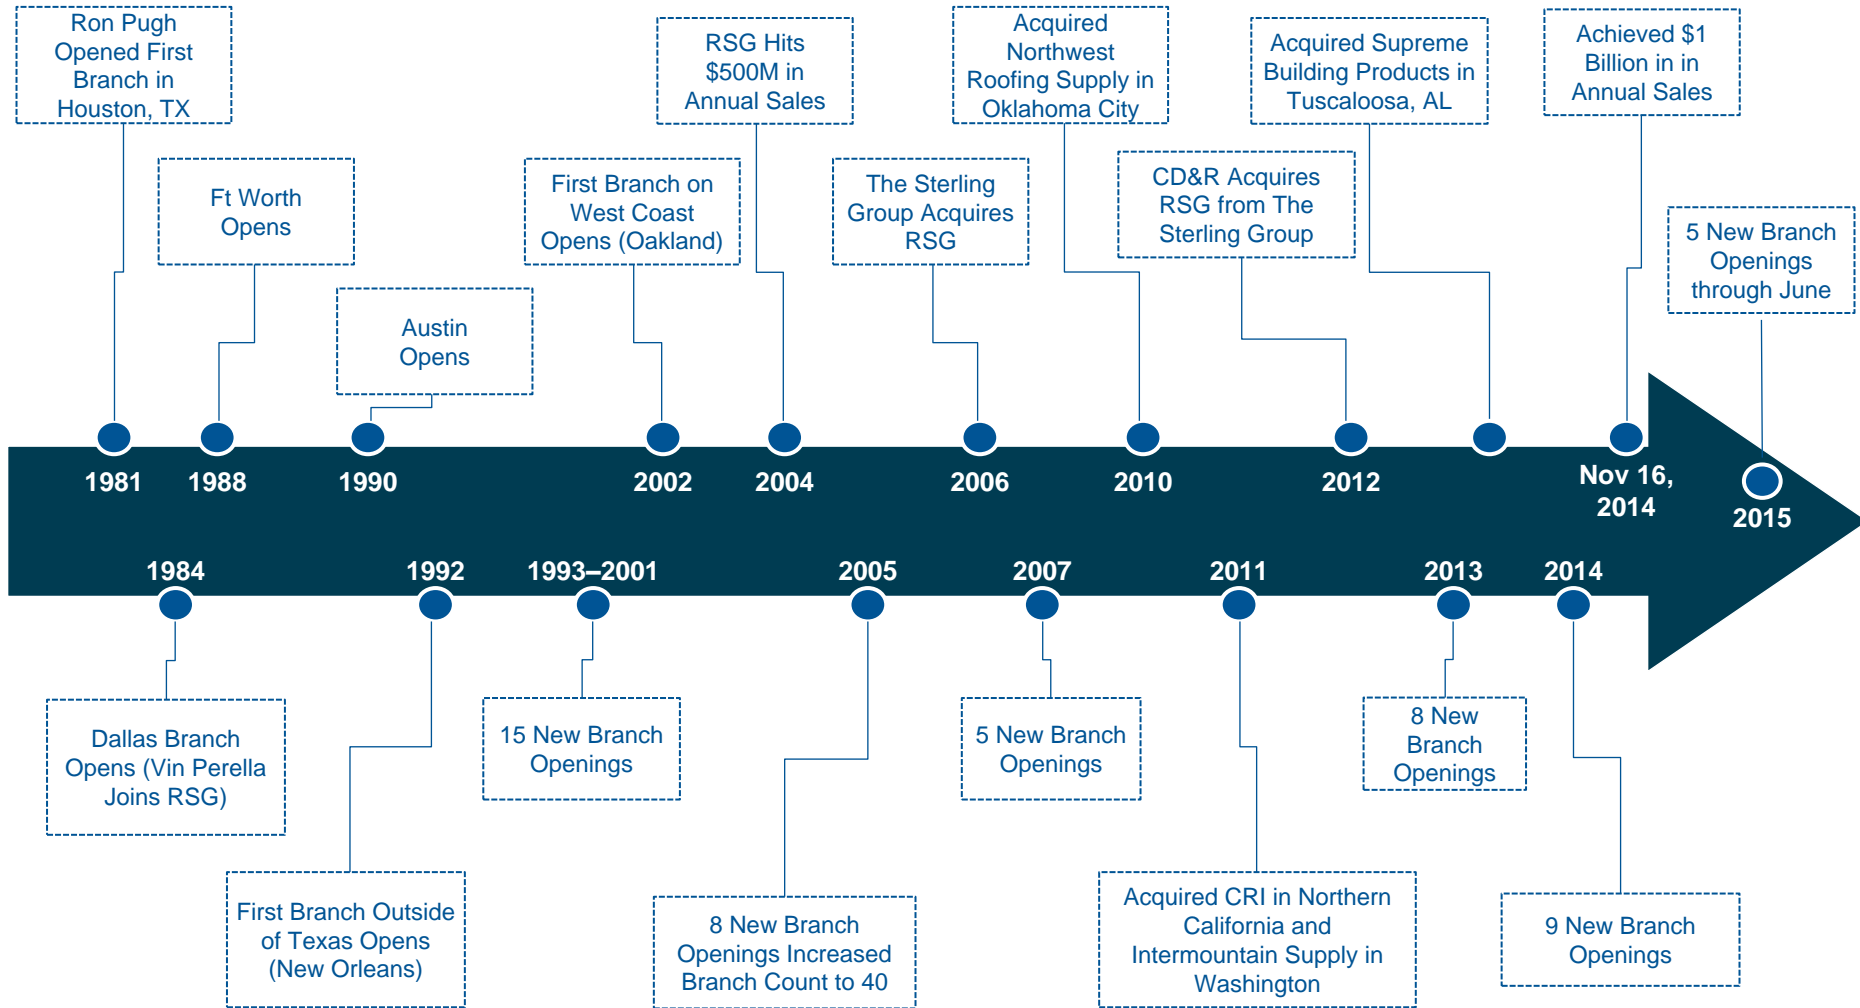 Ron Pugh
Opened First
Branch in
Houston, TX
RSG Hits
$500M in
Annual Sales
Acquired
Northwest
Roofing Supply in
Oklahoma City
Acquired Supreme
Building Products in
Tuscaloosa, AL
Achieved $1
Billion in in
Annual Sales
Ft Worth
Opens
First Branch on
West Coast
Opens (Oakland)
The Sterling
Group Acquires
RSG
CD&R Acquires
RSG from The
Sterling Group
5 New Branch
Openings
through June
Austin
Opens
1981
1988
1990
2002
2004
2006
2010
2012
Nov 16,
2014
2015
1984
1992
1993–2001
2005
2007
2011
2013
2014
Dallas Branch
Opens (Vin Perella
Joins RSG)
15 New Branch
Openings
5 New Branch
Openings
8 New
Branch
Openings
First Branch Outside
of Texas Opens
(New Orleans)
8 New Branch
Openings Increased
Branch Count to 40
Acquired CRI in Northern
California and
Intermountain Supply in
Washington
9 New Branch
Openings